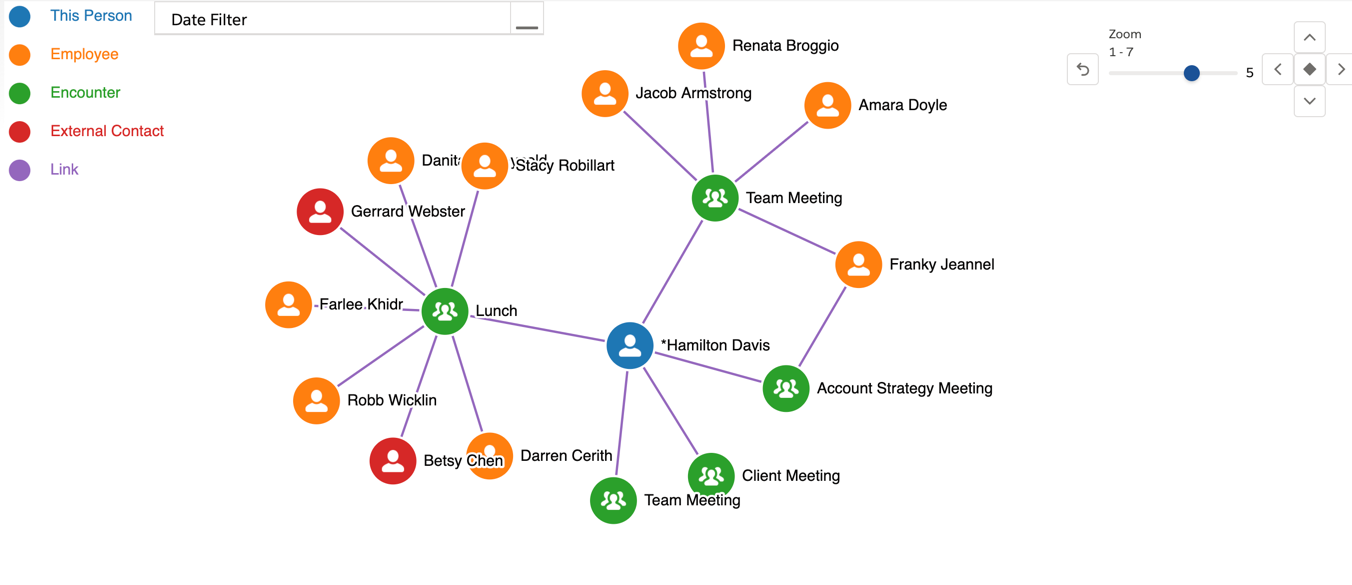 This Person
Date Filter
Employee
Encounter
External Contact
Link
Zoom
1 - 7
5
Renata Broggio
Jacob Armstrong
Amara Doyle
Stacy Robillart
Gerrard Webster
Team Meeting
Franky Jeannel
Farlee Khidr
Lunch
*Hamilton Davis
Account Strategy Meeting
Robb Wicklin
Betsy Chen
Darren Cerith
Client Meeting
Team Meeting